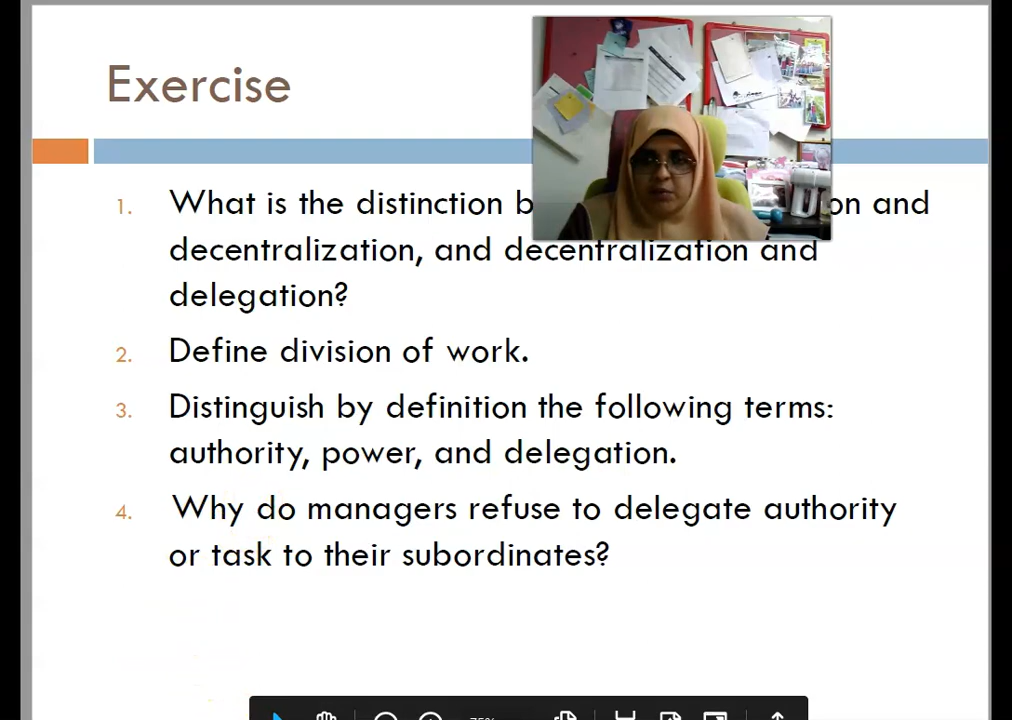 Exercise
1. What is the distinction b on and
decentralization, and decentralization and
delegation?
2. Define division of work.
3. Distinguish by definition the following terms:
authority, power, and delegation.
4. Why do managers refuse to delegate authority
or task to their subordinates?
75%